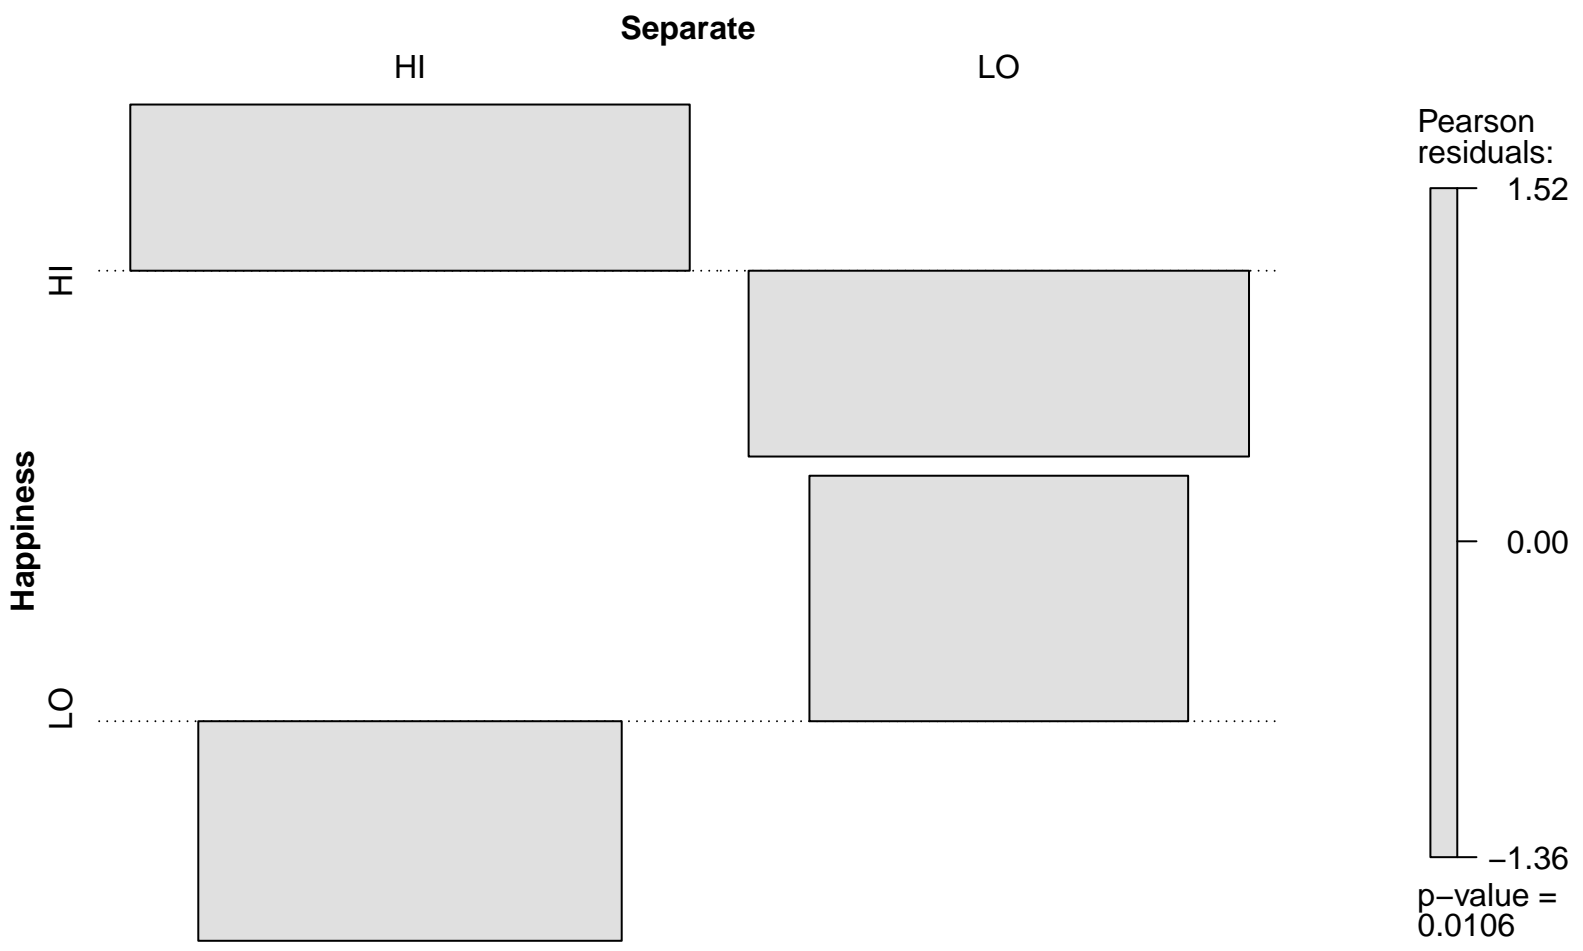 Separate
HI LO
Happiness
HI
LO
Pearson
residuals:
1.52
0.00
−1.36
p−value =
0.0106